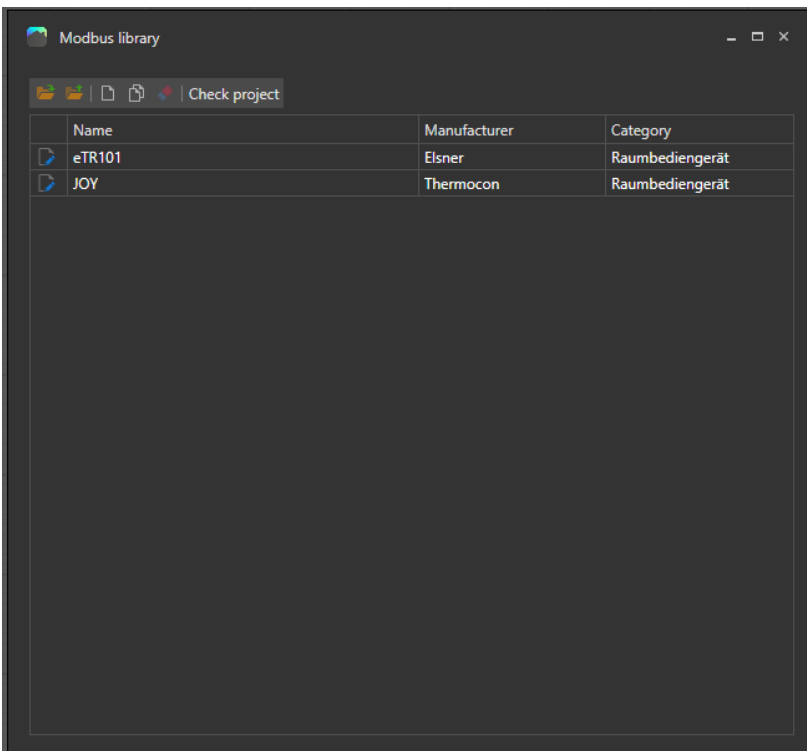 Modbus library
Check project
Name Manufacturer Category
eTR101 Elsner Raumbediengerät
JOY Thermocon Raumbediengerät